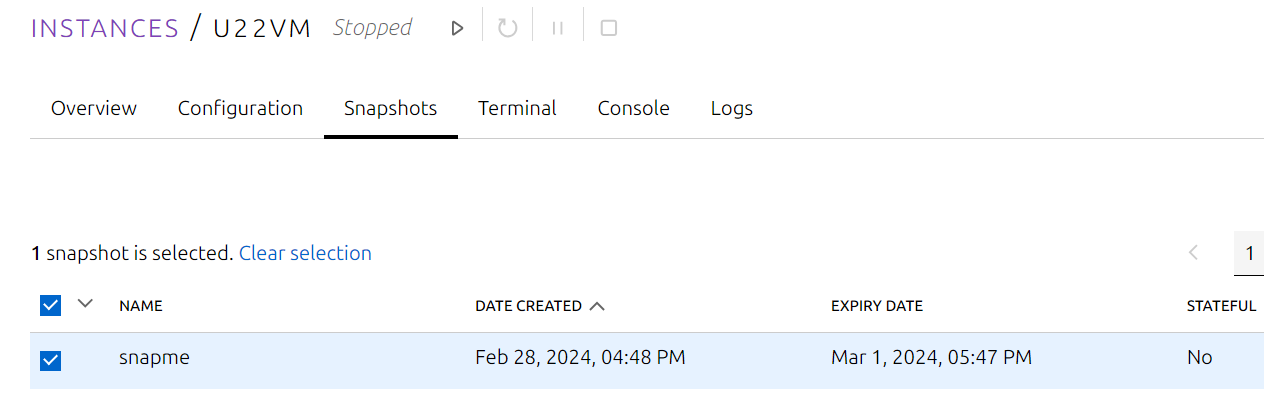 INSTANCES / U22VM Stopped
Overview Configuration Snapshots Terminal Console Logs
1 snapshot is selected. Clear selection 1
NAME DATE CREATED EXPIRY DATE STATEFUL
snapme Feb 28, 2024, 04:48 PM Mar 1, 2024, 05:47 PM No